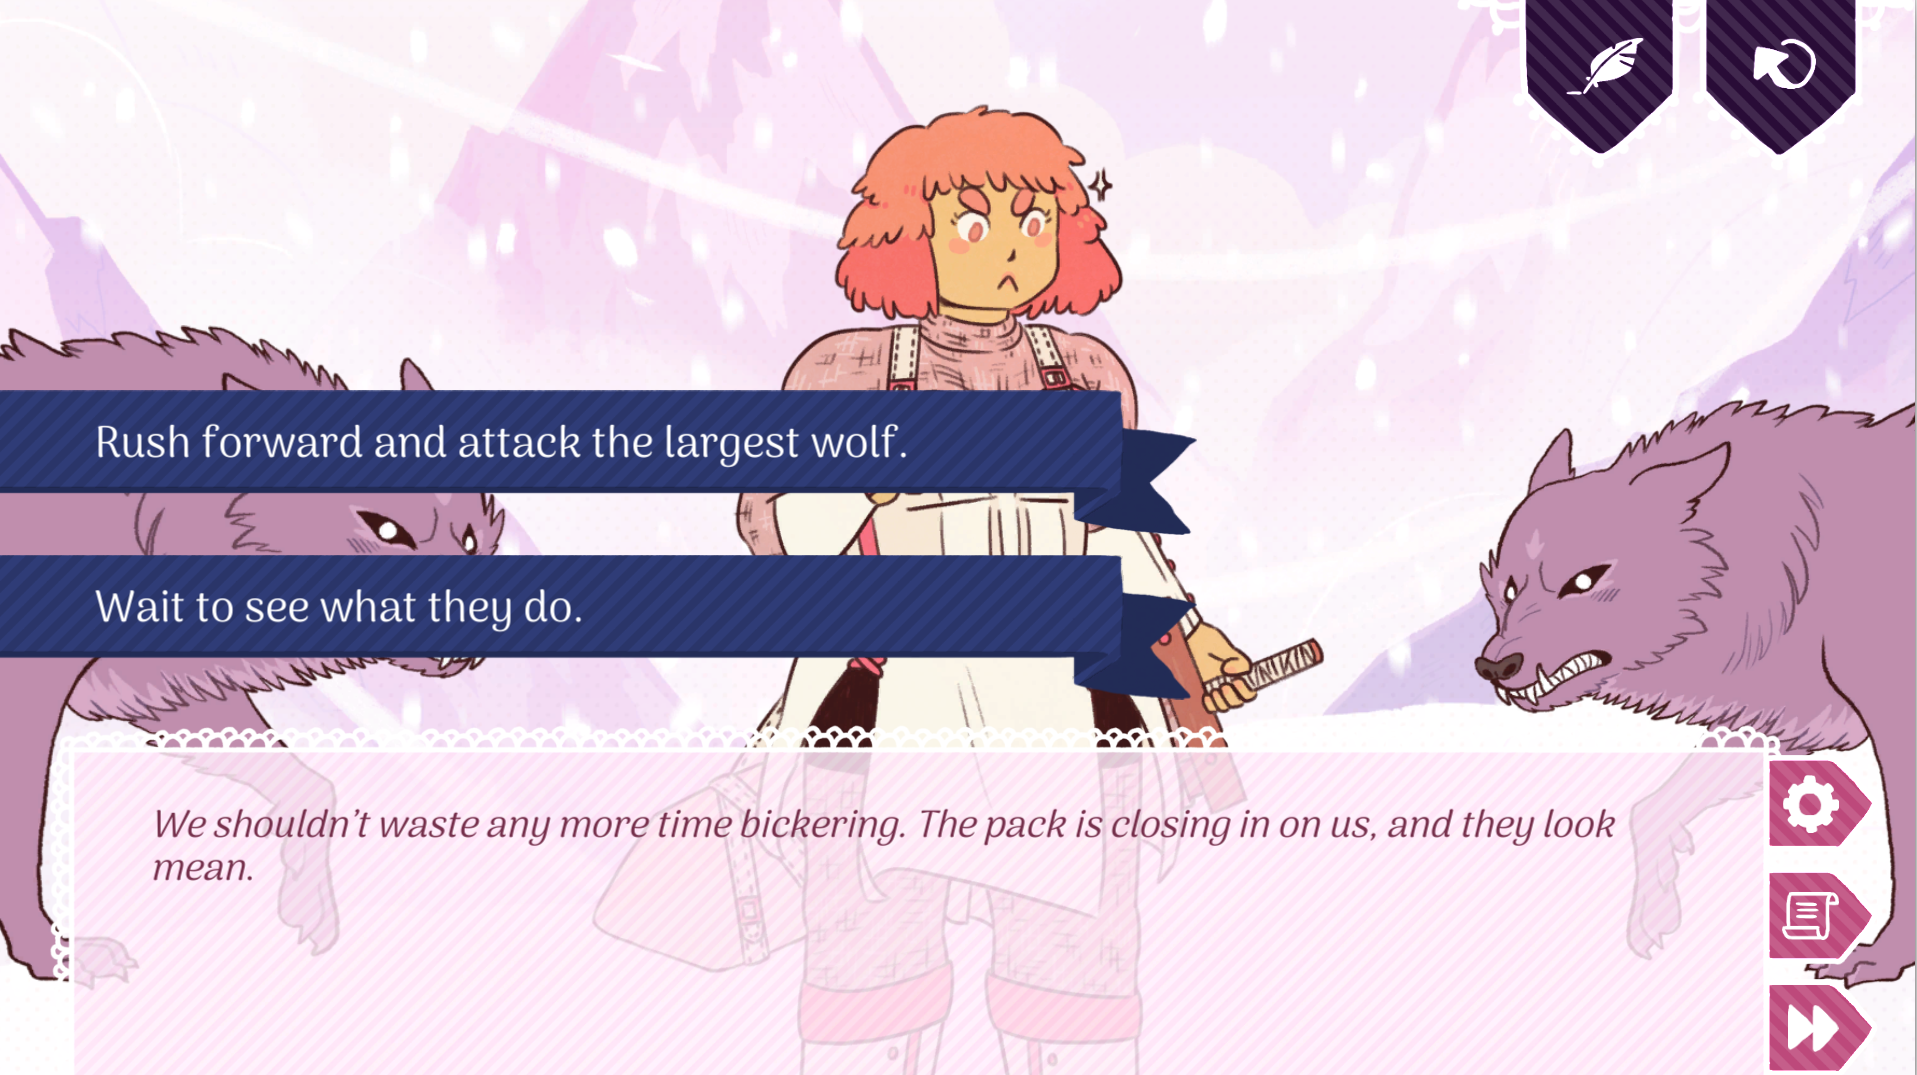 Rush forward and attack the largest wolf.
Wait to see what they do.
We shouldn't waste any more time bickering. The pack is closing in on us, and they look
mean.